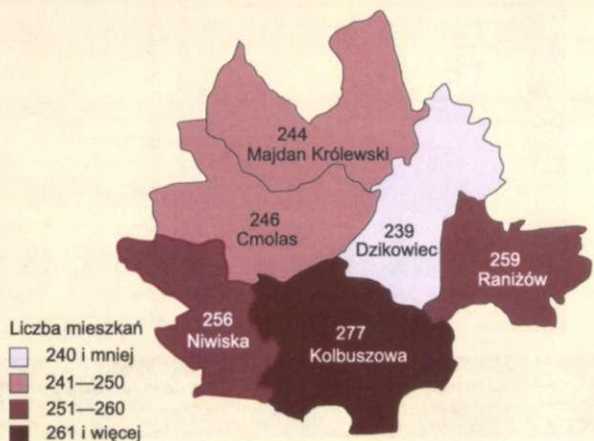 244
Majdan Królewski
246
Cmolas
239
Dzikowiec
259
Raniżów
256
Niwiska
277
Kolbuszowa
Liczba mieszkań
240 i mniej
241—250
251—260
261 i więcej